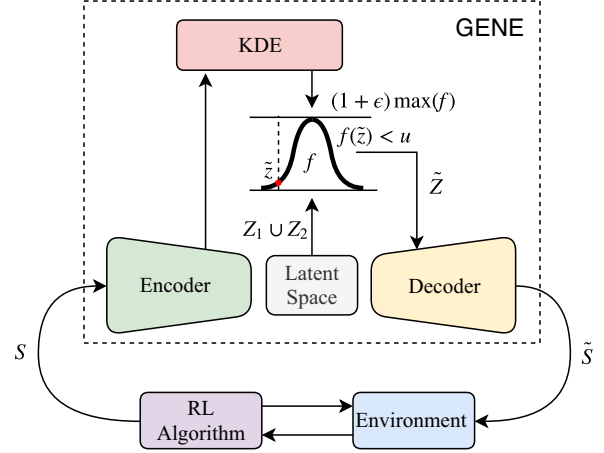 GENE
KDE
(1 + ϵ) max(f)
f(z̃) < u
z̃
f
Z̃
Z₁ ∪ Z₂
Encoder
Latent
Space
Decoder
S
S̃
RL
Algorithm
Environment